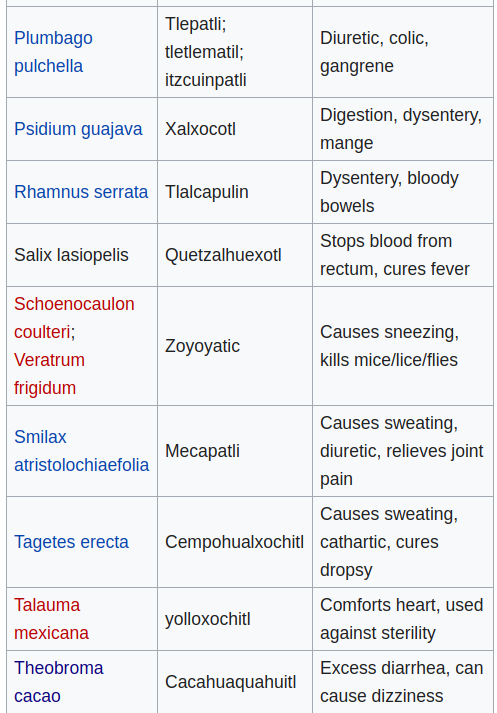 Plumbago
pulchella
Tlepatli;
tletlematil;
itzcuinpatli
Diuretic, colic,
gangrene
Psidium guajava
Xalxocotl
Digestion, dysentery,
mange
Rhamnus serrata
Tlalcapulin
Dysentery, bloody
bowels
Salix lasiopelis
Quetzalhuexotl
Stops blood from
rectum, cures fever
Schoenocaulon
coulteri;
Veratrum
frigidum
Zoyoyatic
Causes sneezing,
kills mice/lice/flies
Smilax
atristolochiaefolia
Mecapatli
Causes sweating,
diuretic, relieves joint
pain
Tagetes erecta
Cempohualxochitl
Causes sweating,
cathartic, cures
dropsy
Talauma
mexicana
yolloxochitl
Comforts heart, used
against sterility
Theobroma
cacao
Cacahuaquahuitl
Excess diarrhea, can
cause dizziness